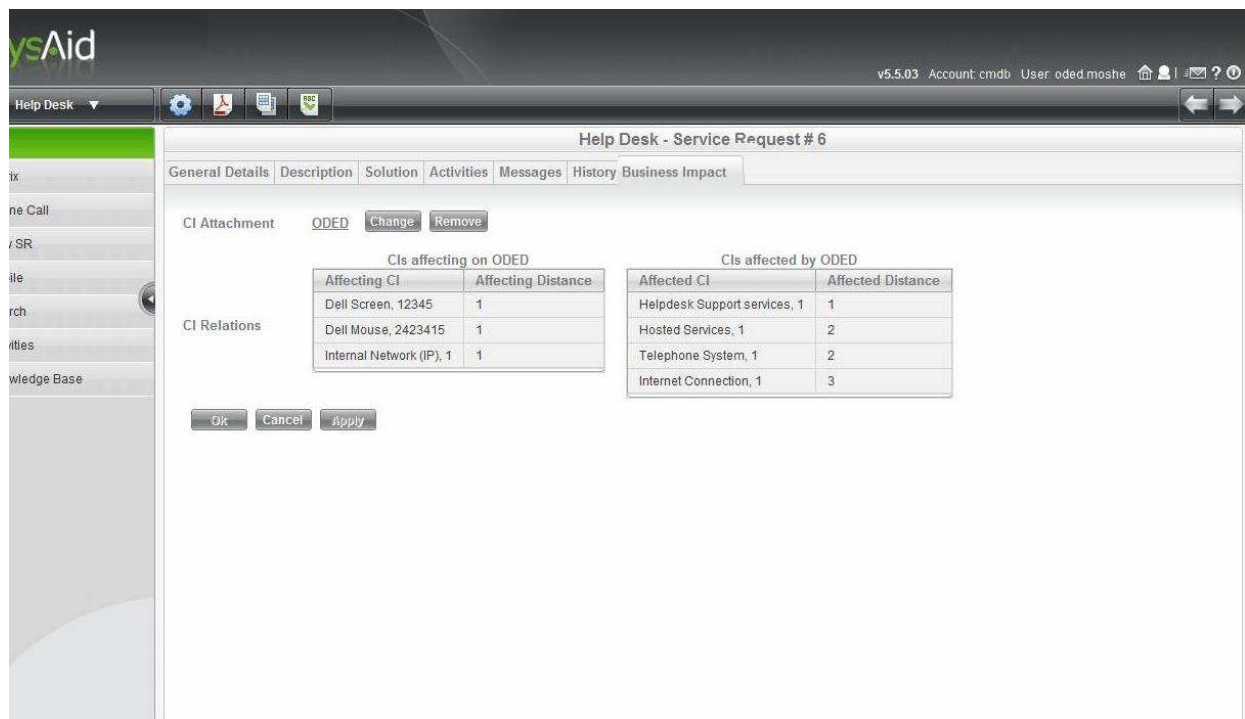 ysAid
v5.5.03 Account: cmdb User: oded.moshe
Help Desk
Help Desk - Service Request # 6
General Details Description Solution Activities Messages History Business Impact
ix
ne Call
SR
ile
rch
vities
wledge Base
CI Attachment ODED Change Remove
CIs affecting on ODED CIs affected by ODED
Affecting CI Affecting Distance Affected CI Affected Distance
Dell Screen, 12345 1 Helpdesk Support services, 1 1
CI Relations
Dell Mouse, 2423415 1 Hosted Services, 1 2
Internal Network (IP), 1 1 Telephone System, 1 2
Internet Connection, 1 3
Ok Cancel Apply